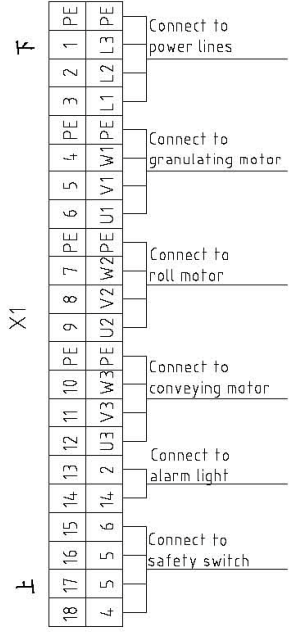 下
PE PE
1 L3
2 L2
3 L1
Connect to
power lines
PE PE
4 W1
5 V1
6 U1
Connect to
granulating motor
PE PE
7 W2
8 V2
9 U2
Connect to
roll motor
X1
PE PE
10 W3
11 V3
12 U3
Connect to
conveying motor
13 2
14 14
Connect to
alarm light
15 6
16 5
17 5
18 4
Connect to
safety switch
上